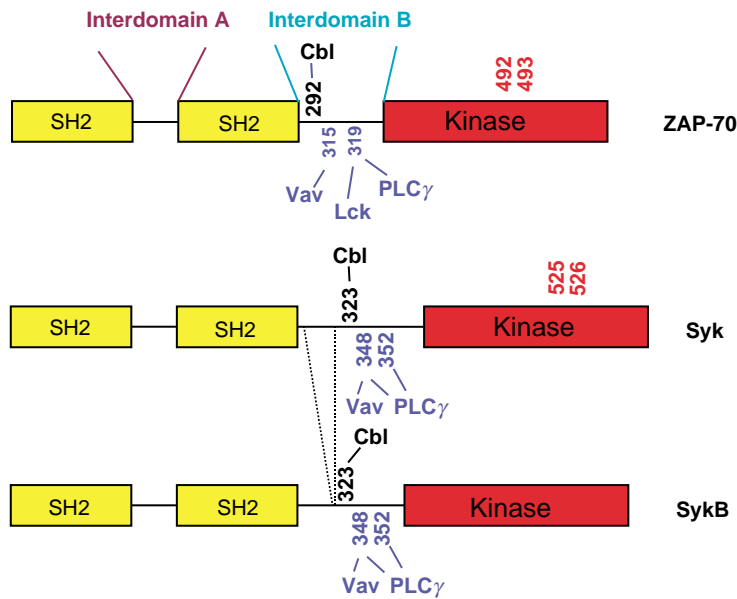 Interdomain A
Interdomain B
Cbl
292
492
493
SH2
SH2
Kinase
ZAP-70
315
319
Vav
Lck
PLCγ
Cbl
323
525
526
SH2
SH2
Kinase
Syk
348
352
Vav
PLCγ
Cbl
323
SH2
SH2
Kinase
SykB
348
352
Vav
PLCγ